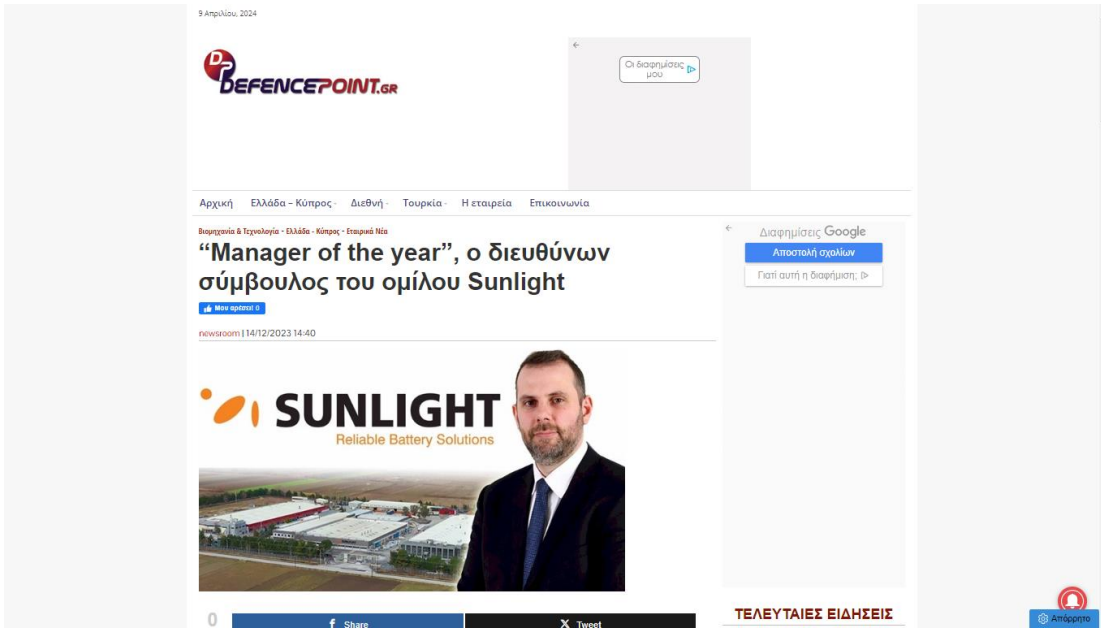 9 Απριλίου, 2024
DP
DEFENCEPOINT.GR
Οι διαφημίσεις
μου
Αρχική Ελλάδα – Κύπρος Διεθνή Τουρκία Η εταιρεία Επικοινωνία
Βιομηχανία & Τεχνολογία - Ελλάδα - Κύπρος - Εταιρικά Νέα
“Manager of the year”, ο διευθύνων
σύμβουλος του ομίλου Sunlight
Μου αρέσει! 0
newsroom | 14/12/2023 14:40
SUNLIGHT
Reliable Battery Solutions
Διαφημίσεις Google
Αποστολή σχολίων
Γιατί αυτή η διαφήμιση;
0
f Share
X Tweet
ΤΕΛΕΥΤΑΙΕΣ ΕΙΔΗΣΕΙΣ
Απόρρητο